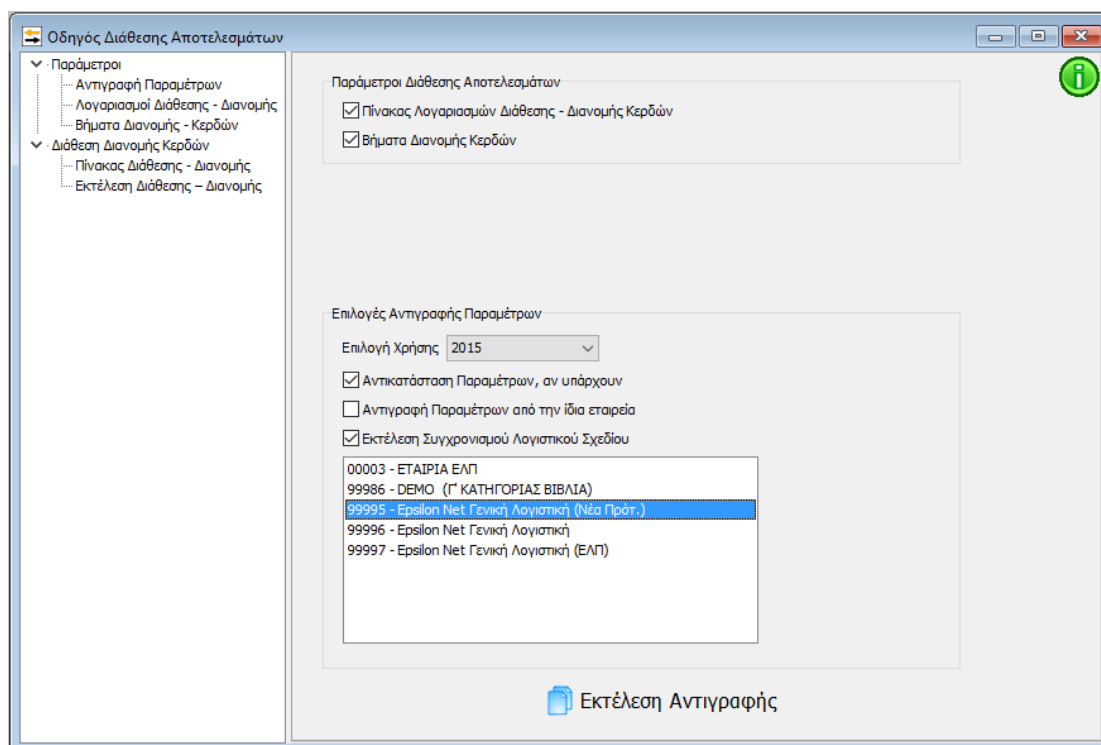 Οδηγός Διάθεσης Αποτελεσμάτων
Παράμετροι
Αντιγραφή Παραμέτρων
Λογαριασμοί Διάθεσης - Διανομής
Βήματα Διανομής - Κερδών
Διάθεση Διανομής Κερδών
Πίνακας Διάθεσης - Διανομής
Εκτέλεση Διάθεσης – Διανομής
Παράμετροι Διάθεσης Αποτελεσμάτων
Πίνακας Λογαριασμών Διάθεσης - Διανομής Κερδών
Βήματα Διανομής Κερδών
Επιλογές Αντιγραφής Παραμέτρων
Επιλογή Χρήσης 2015
Αντικατάσταση Παραμέτρων, αν υπάρχουν
Αντιγραφή Παραμέτρων από την ίδια εταιρεία
Εκτέλεση Συγχρονισμού Λογιστικού Σχεδίου
00003 - ΕΤΑΙΡΙΑ ΕΛΠ
99986 - DEMO (Γ' ΚΑΤΗΓΟΡΙΑΣ ΒΙΒΛΙΑ)
99995 - Epsilon Net Γενική Λογιστική (Νέα Πρότ.)
99996 - Epsilon Net Γενική Λογιστική
99997 - Epsilon Net Γενική Λογιστική (ΕΛΠ)
Εκτέλεση Αντιγραφής